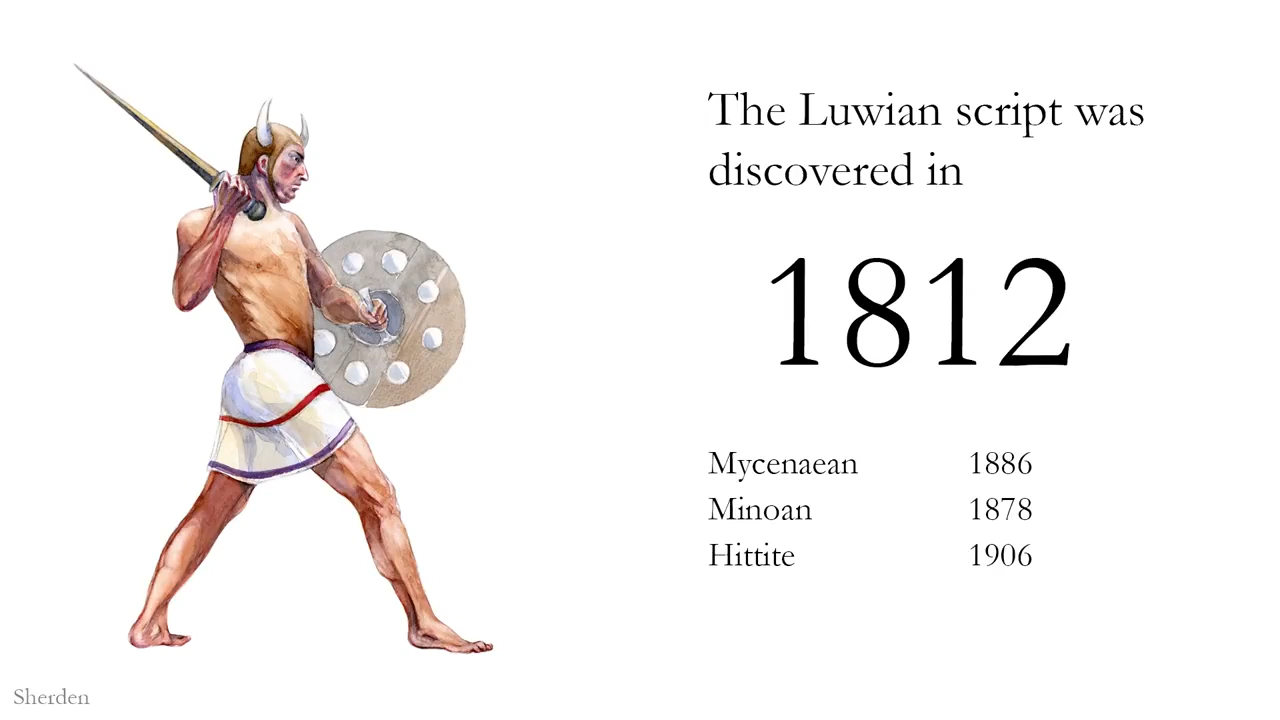 The Luwian script was
discovered in
1812
Mycenaean 1886
Minoan 1878
Hittite 1906
Sherden